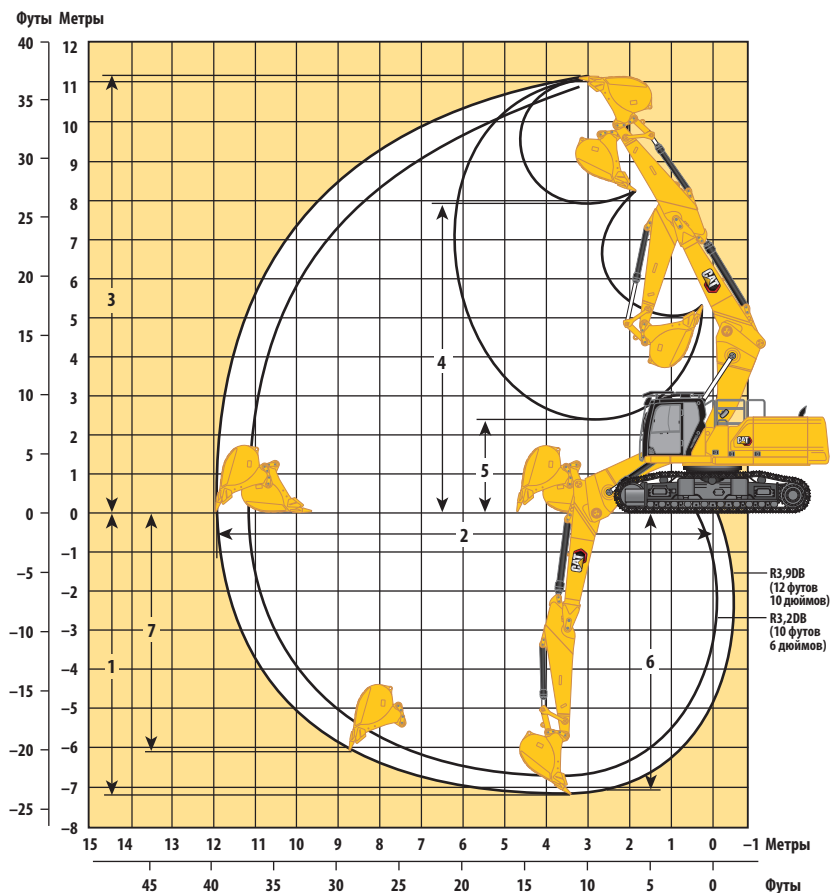 Футы Метры
40 12
11
35
10
30 9
8
25
7
20 6
3
5
15 4
4
3
10
2
5
5 1
0 0
2
−1
−5 −2
R3,9DB
(12 футов
10 дюймов)
−3
R3,2DB
(10 футов
6 дюймов)
7
−10
1
−4
6
−15
−5
−20 −6
−7
−25 −8
15 14 13 12 11 10 9 8 7 6 5 4 3 2 1 0 −1 Метры
45 40 35 30 25 20 15 10 5 0 Футы
CAT
CAT
CAT